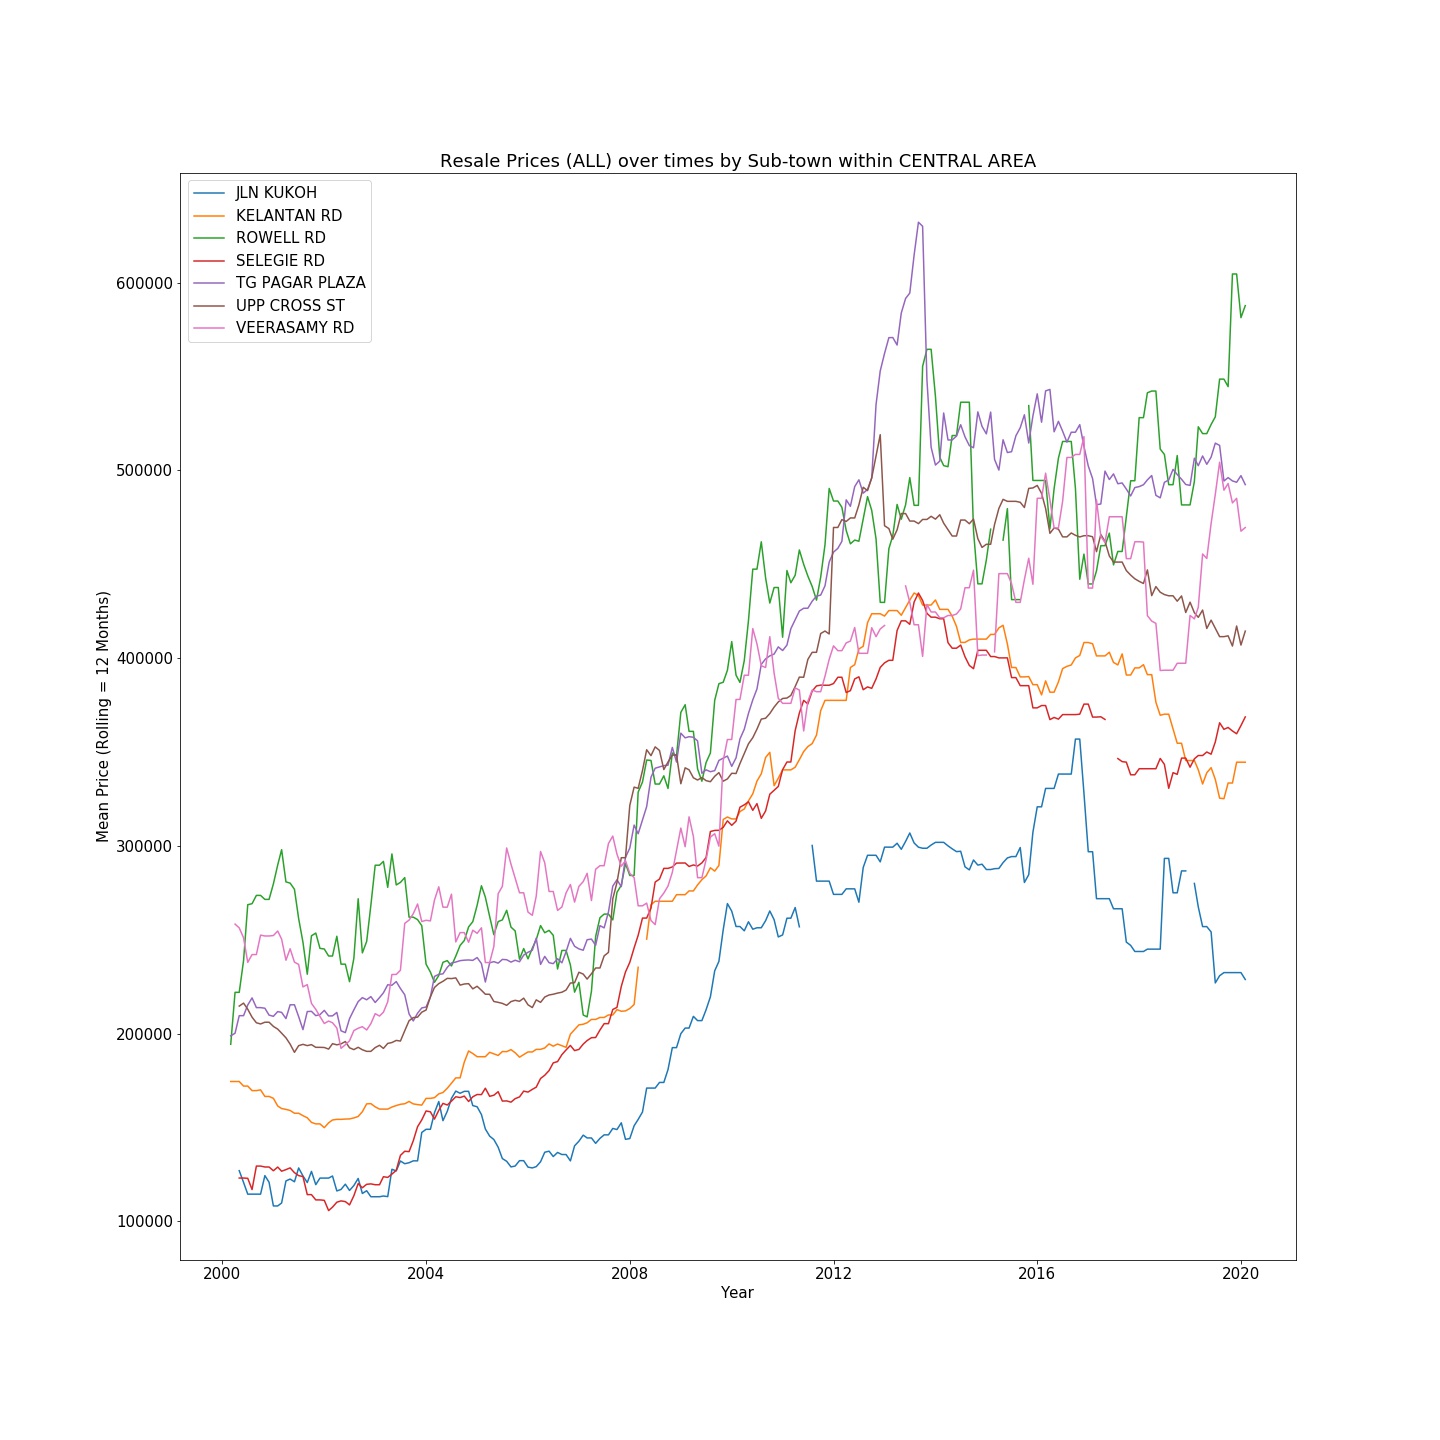 Resale Prices (ALL) over times by Sub-town within CENTRAL AREA
JLN KUKOH
KELANTAN RD
ROWELL RD
SELEGIE RD
TG PAGAR PLAZA
UPP CROSS ST
VEERASAMY RD
600000
500000
400000
300000
200000
100000
Mean Price (Rolling = 12 Months)
2000 2004 2008 2012 2016 2020
Year